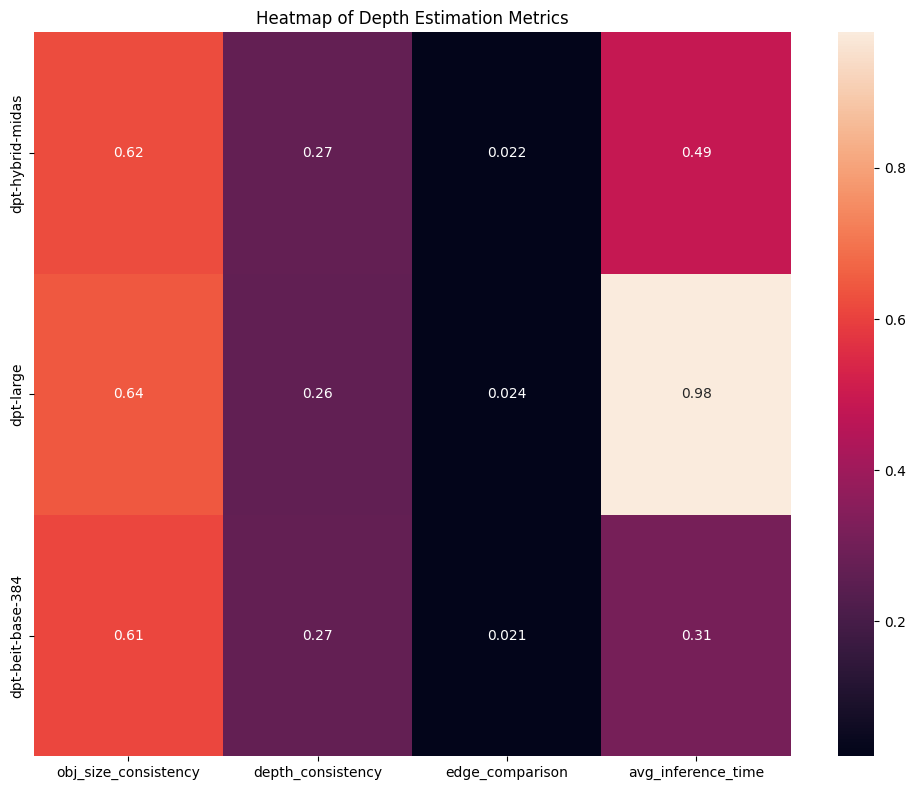 Heatmap of Depth Estimation Metrics
dpt-hybrid-midas
0.62 0.27 0.022 0.49
dpt-large
0.64 0.26 0.024 0.98
dpt-beit-base-384
0.61 0.27 0.021 0.31
obj_size_consistency depth_consistency edge_comparison avg_inference_time
0.8
0.6
0.4
0.2